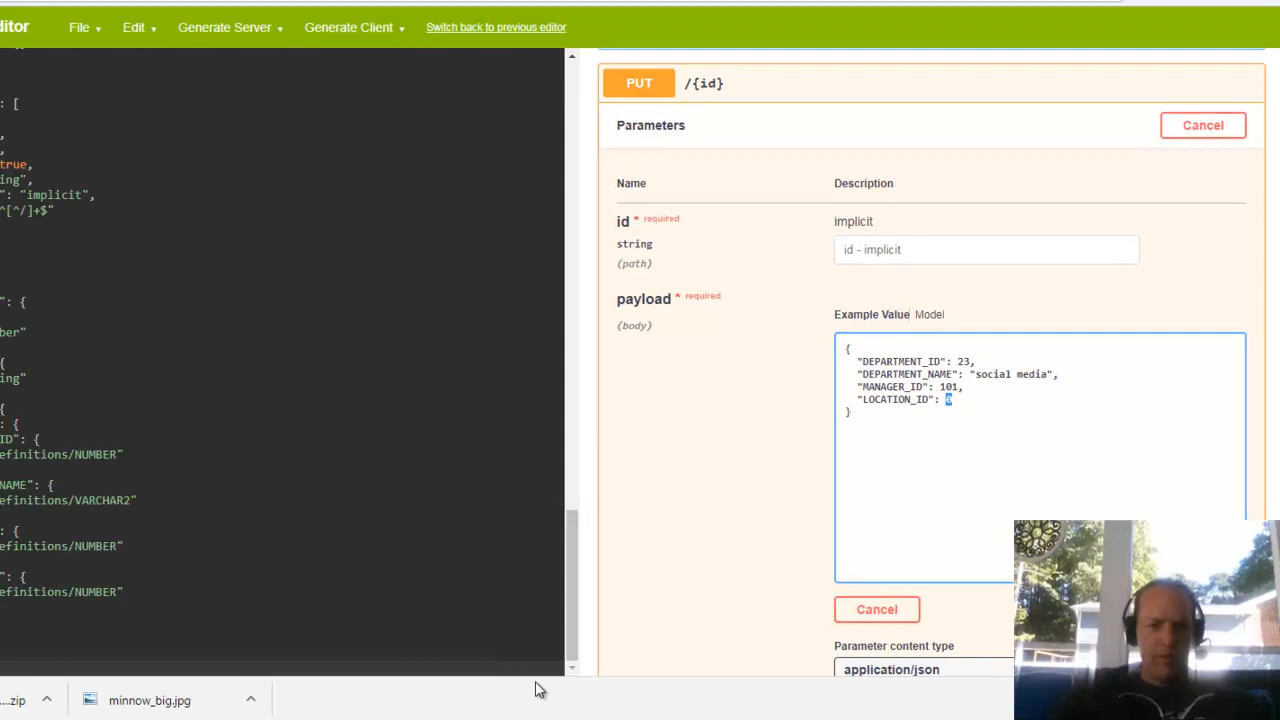 itor File Edit Generate Server Generate Client Switch back to previous editor
: [
,
,
true,
ing",
": "implicit",
^[^/]+$"
": {
ber"
{
ing"
{
: {
ID": {
efinitions/NUMBER"
NAME": {
efinitions/VARCHAR2"
: {
efinitions/NUMBER"
": {
efinitions/NUMBER"
PUT /{id}
Parameters Cancel
Name Description
id * required implicit
string
id - implicit
(path)
payload * required
(body)
Example Value Model
{
"DEPARTMENT_ID": 23,
"DEPARTMENT_NAME": "social media",
"MANAGER_ID": 101,
"LOCATION_ID": 0
}
Cancel
Parameter content type
application/json
....zip minnow_big.jpg